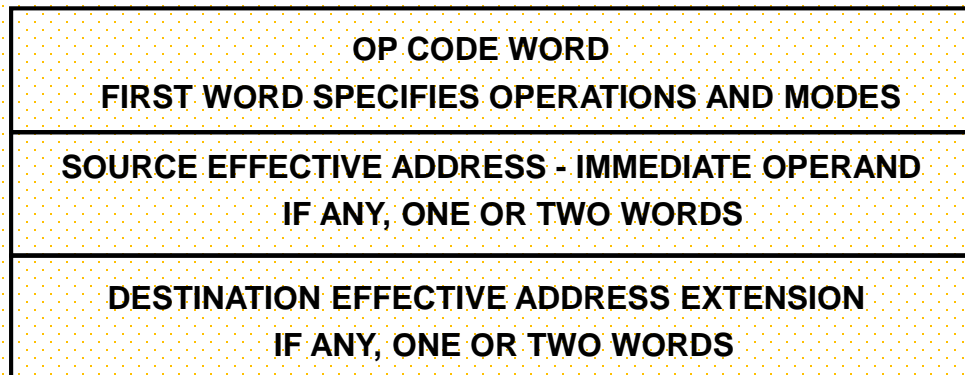 OP CODE WORD
FIRST WORD SPECIFIES OPERATIONS AND MODES
SOURCE EFFECTIVE ADDRESS - IMMEDIATE OPERAND
IF ANY, ONE OR TWO WORDS
DESTINATION EFFECTIVE ADDRESS EXTENSION
IF ANY, ONE OR TWO WORDS